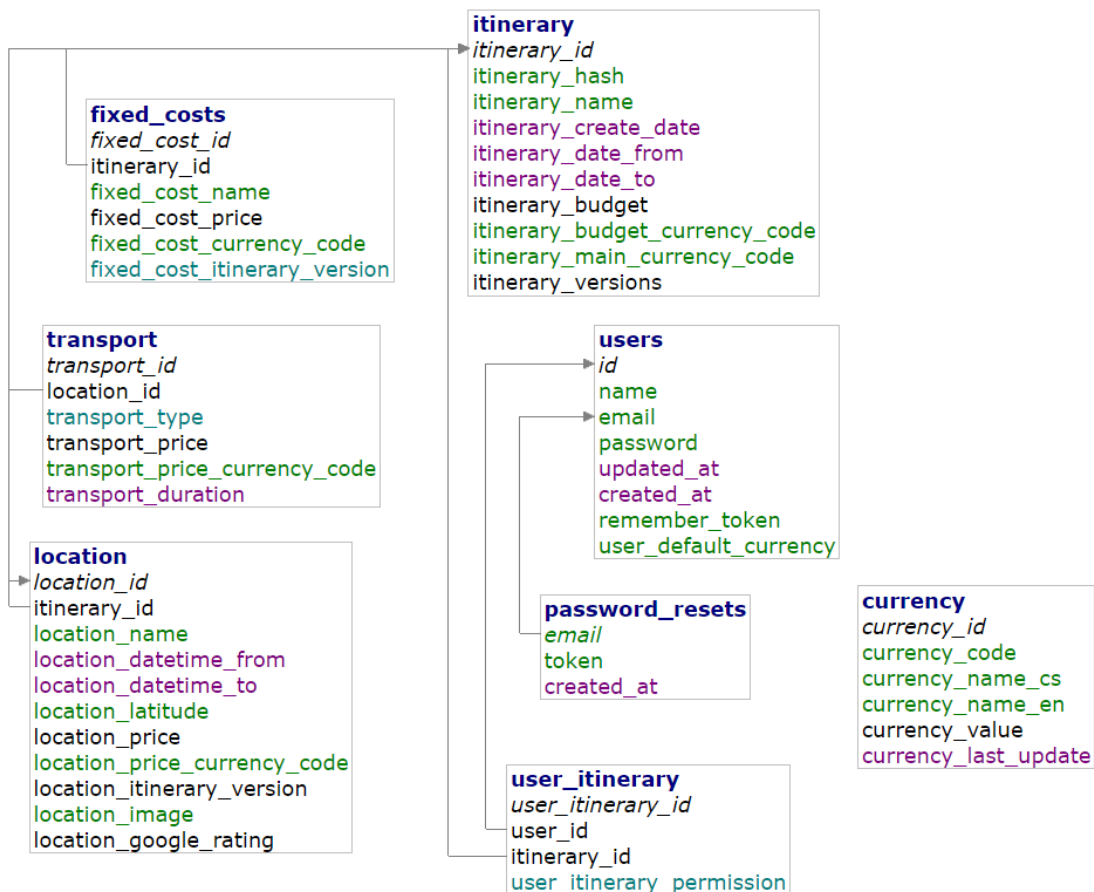 itinerary
itinerary_id
itinerary_hash
itinerary_name
itinerary_create_date
itinerary_date_from
itinerary_date_to
itinerary_budget
itinerary_budget_currency_code
itinerary_main_currency_code
itinerary_versions
fixed_costs
fixed_cost_id
itinerary_id
fixed_cost_name
fixed_cost_price
fixed_cost_currency_code
fixed_cost_itinerary_version
transport
transport_id
location_id
transport_type
transport_price
transport_price_currency_code
transport_duration
users
id
name
email
password
updated_at
created_at
remember_token
user_default_currency
location
location_id
itinerary_id
location_name
location_datetime_from
location_datetime_to
location_latitude
location_price
location_price_currency_code
location_itinerary_version
location_image
location_google_rating
password_resets
email
token
created_at
currency
currency_id
currency_code
currency_name_cs
currency_name_en
currency_value
currency_last_update
user_itinerary
user_itinerary_id
user_id
itinerary_id
user_itinerary_permission